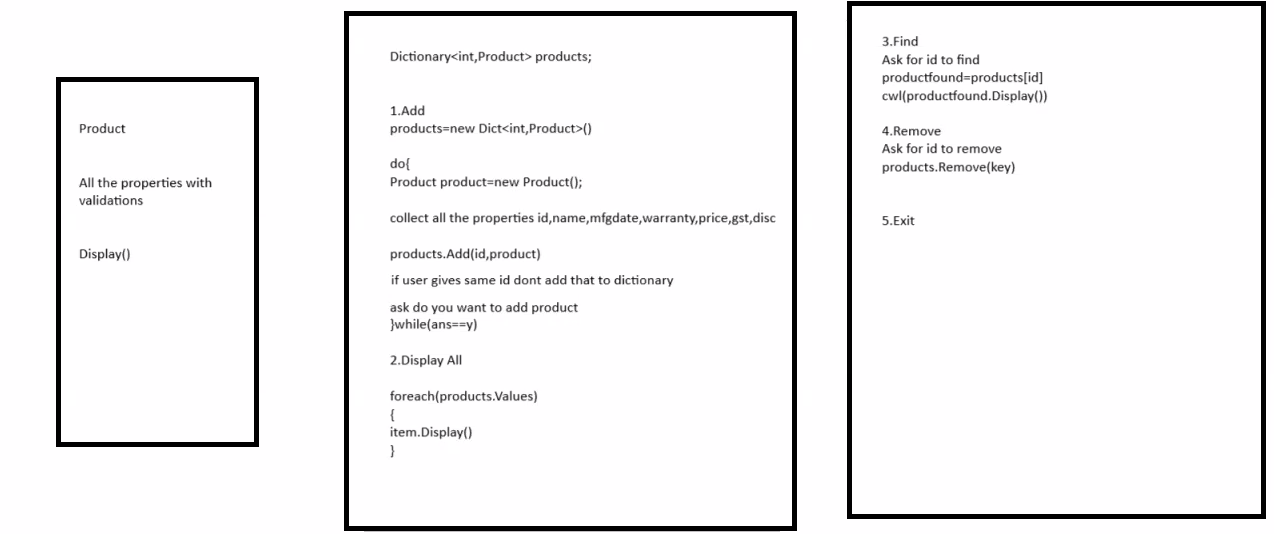 Product
All the properties with
validations
Display()
Dictionary<int,Product> products;
1.Add
products=new Dict<int,Product>()
do{
Product product=new Product();
collect all the properties id,name,mfgdate,warranty,price,gst,disc
products.Add(id,product)
if user gives same id dont add that to dictionary
ask do you want to add product
}while(ans==y)
2.Display All
foreach(products.Values)
{
item.Display()
}
3.Find
Ask for id to find
productfound=products[id]
cwl(productfound.Display())
4.Remove
Ask for id to remove
products.Remove(key)
5.Exit